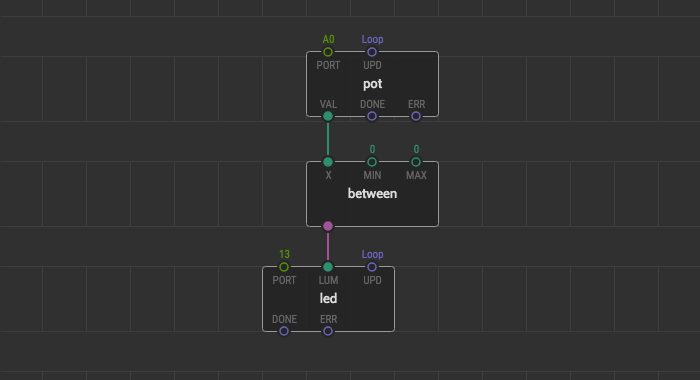 A0 Loop
PORT UPD
pot
VAL DONE ERR
0 0
X MIN MAX
between
13 Loop
PORT LUM UPD
led
DONE ERR